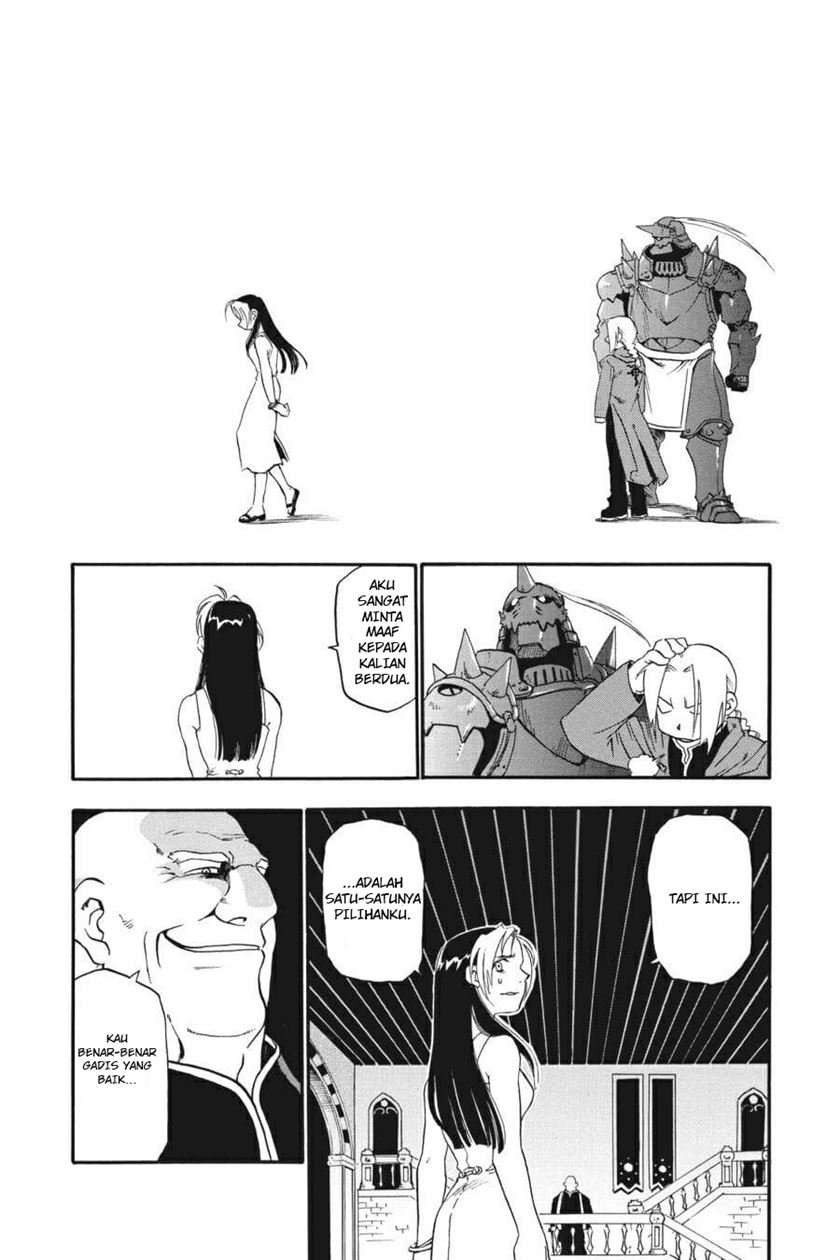 AKU
SANGAT
MINTA
MAAF
KEPADA
KALIAN
BERDUA.
TAPI INI...
...ADALAH
SATU-SATUNYA
PILIHANKU.
KAU
BENAR-BENAR
GADIS YANG
BAIK...